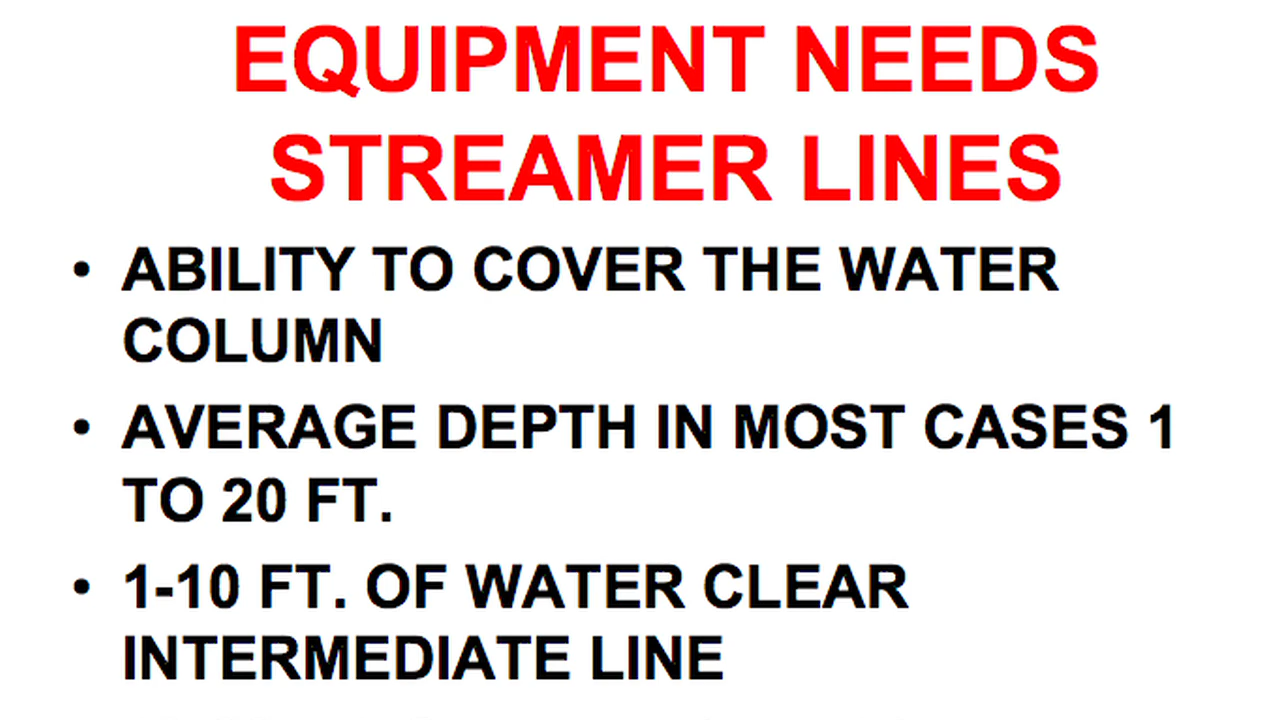 EQUIPMENT NEEDS
STREAMER LINES
• ABILITY TO COVER THE WATER
COLUMN
• AVERAGE DEPTH IN MOST CASES 1
TO 20 FT.
• 1-10 FT. OF WATER CLEAR
INTERMEDIATE LINE